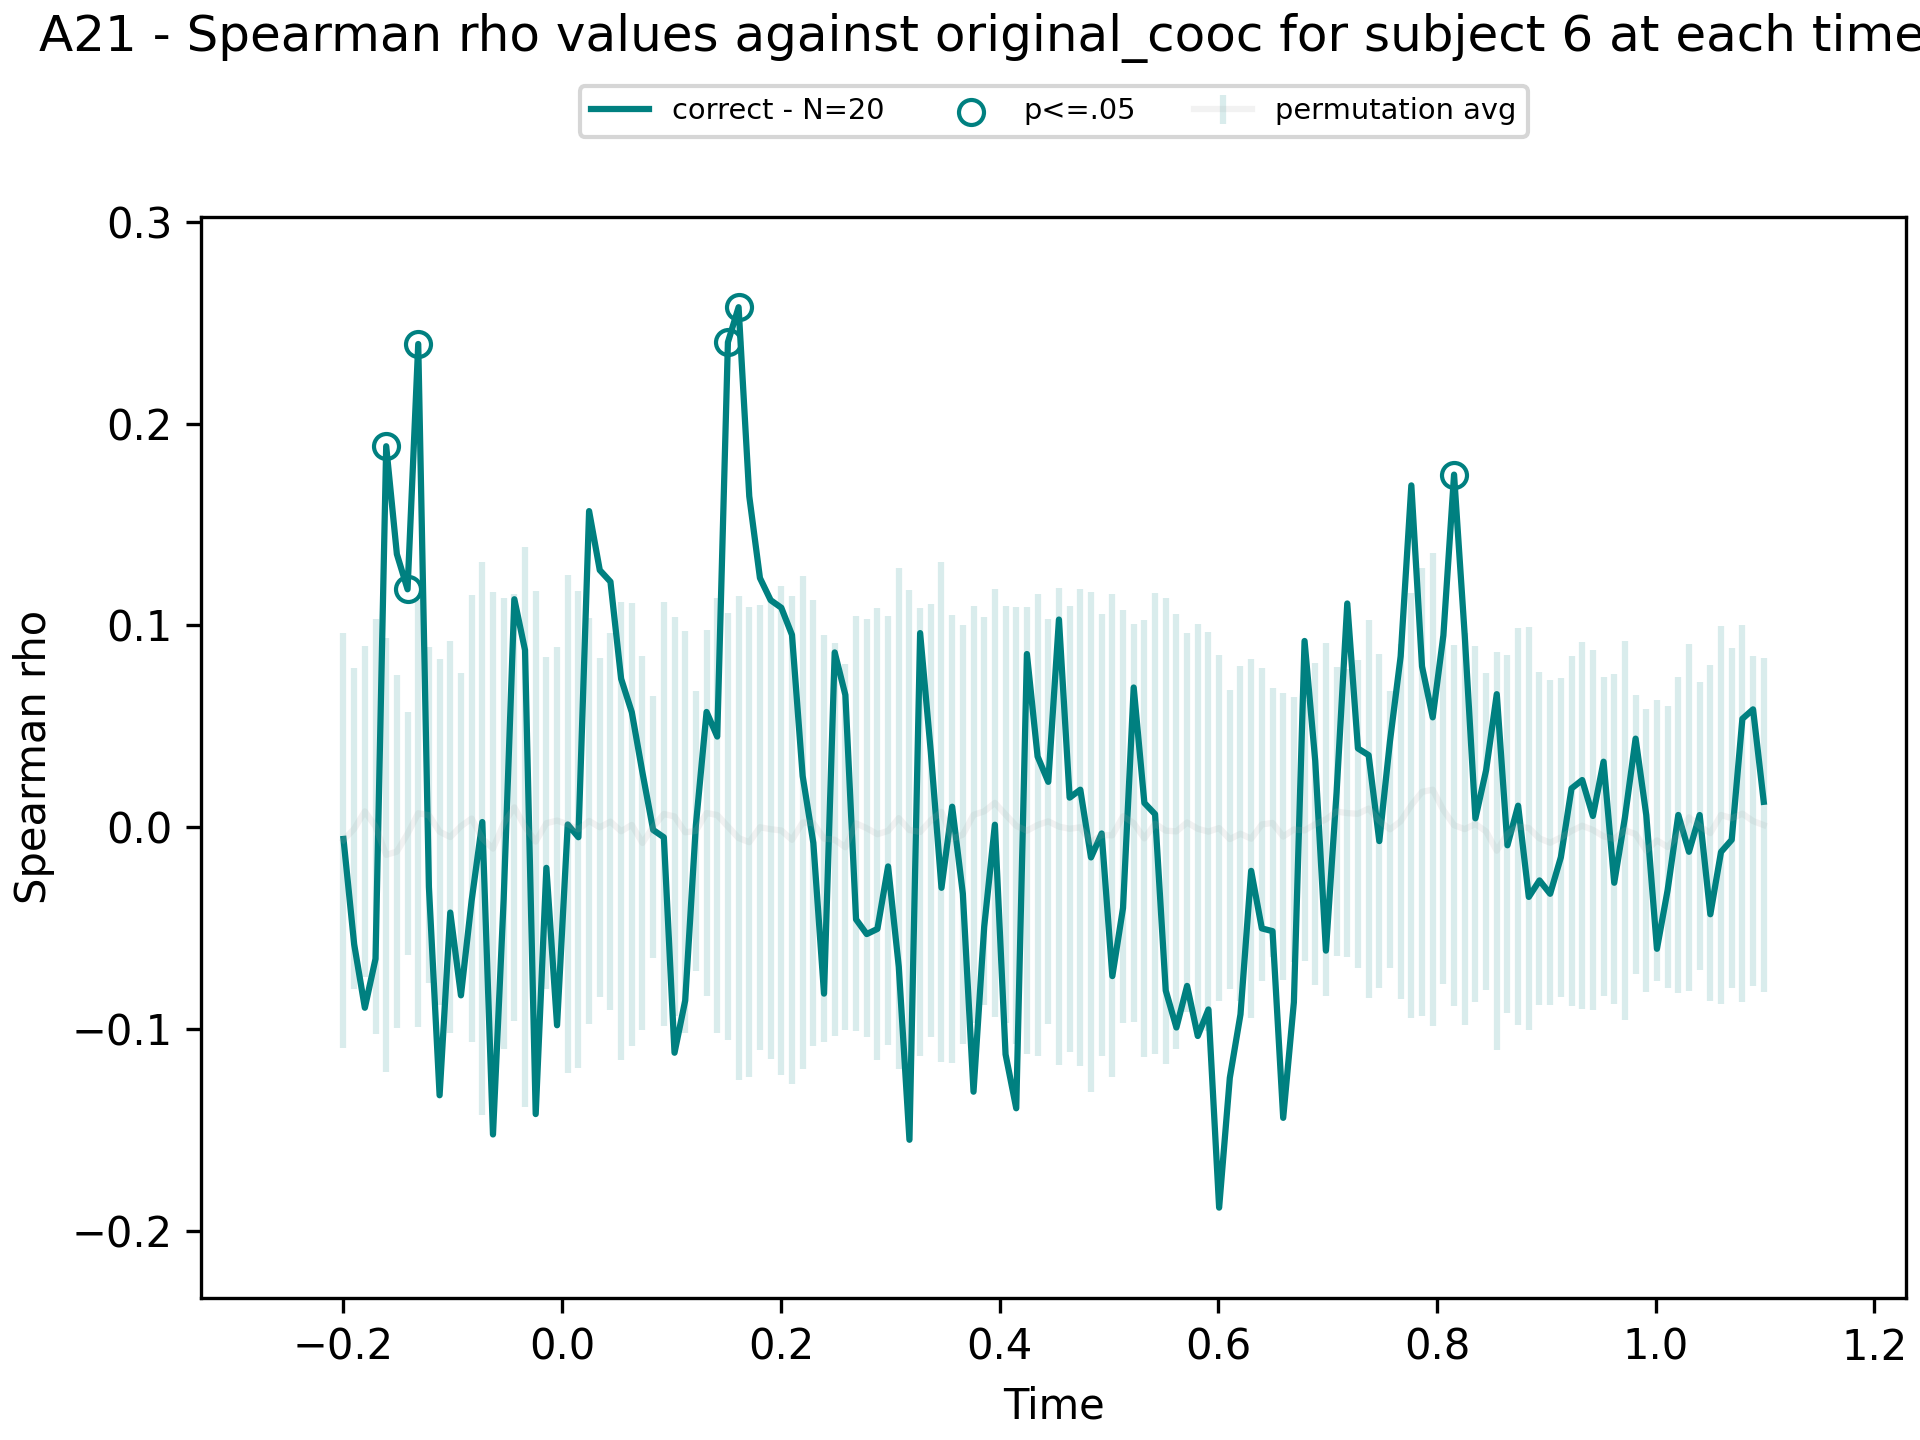 A21 - Spearman rho values against original_cooc for subject 6 at each time
correct - N=20 p<=.05 permutation avg
0.3
0.2
0.1
0.0
−0.1
−0.2
Spearman rho
−0.2 0.0 0.2 0.4 0.6 0.8 1.0 1.2
Time